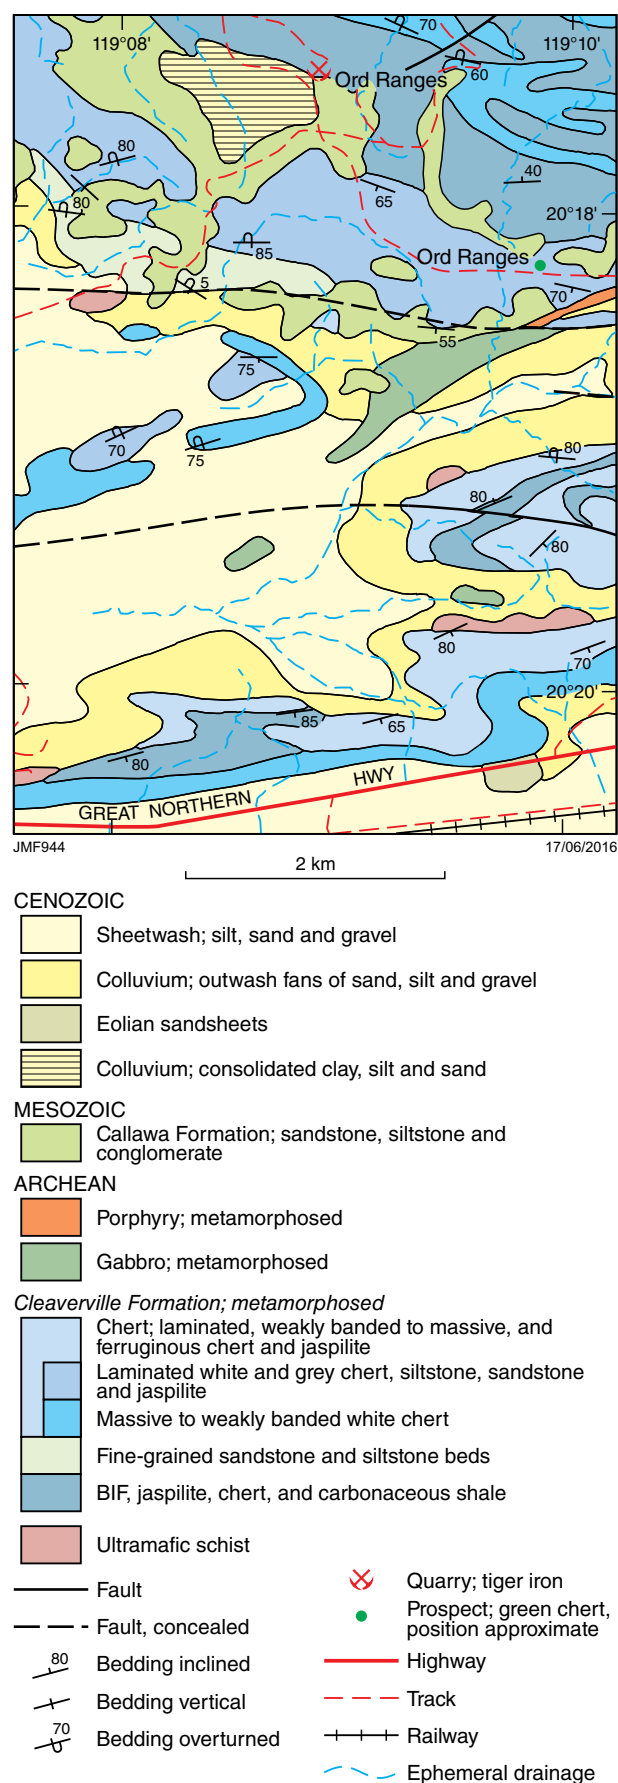 119°08'
70
119°10'
60
Ord Ranges
80
40
65
80
20°18'
85
Ord Ranges
5
70
55
75
70
75
80
80
80
80
70
20°20'
85
65
80
HWY
GREAT NORTHERN
JMF944
17/06/2016
2 km
CENOZOIC
Sheetwash; silt, sand and gravel
Colluvium; outwash fans of sand, silt and gravel
Eolian sandsheets
Colluvium; consolidated clay, silt and sand
MESOZOIC
Callawa Formation; sandstone, siltstone and
conglomerate
ARCHEAN
Porphyry; metamorphosed
Gabbro; metamorphosed
Cleaverville Formation; metamorphosed
Chert; laminated, weakly banded to massive, and
ferruginous chert and jaspilite
Laminated white and grey chert, siltstone, sandstone
and jaspilite
Massive to weakly banded white chert
Fine-grained sandstone and siltstone beds
BIF, jaspilite, chert, and carbonaceous shale
Ultramafic schist
Fault
Fault, concealed
80
Bedding inclined
Bedding vertical
70
Bedding overturned
Quarry; tiger iron
Prospect; green chert,
position approximate
Highway
Track
Railway
Ephemeral drainage